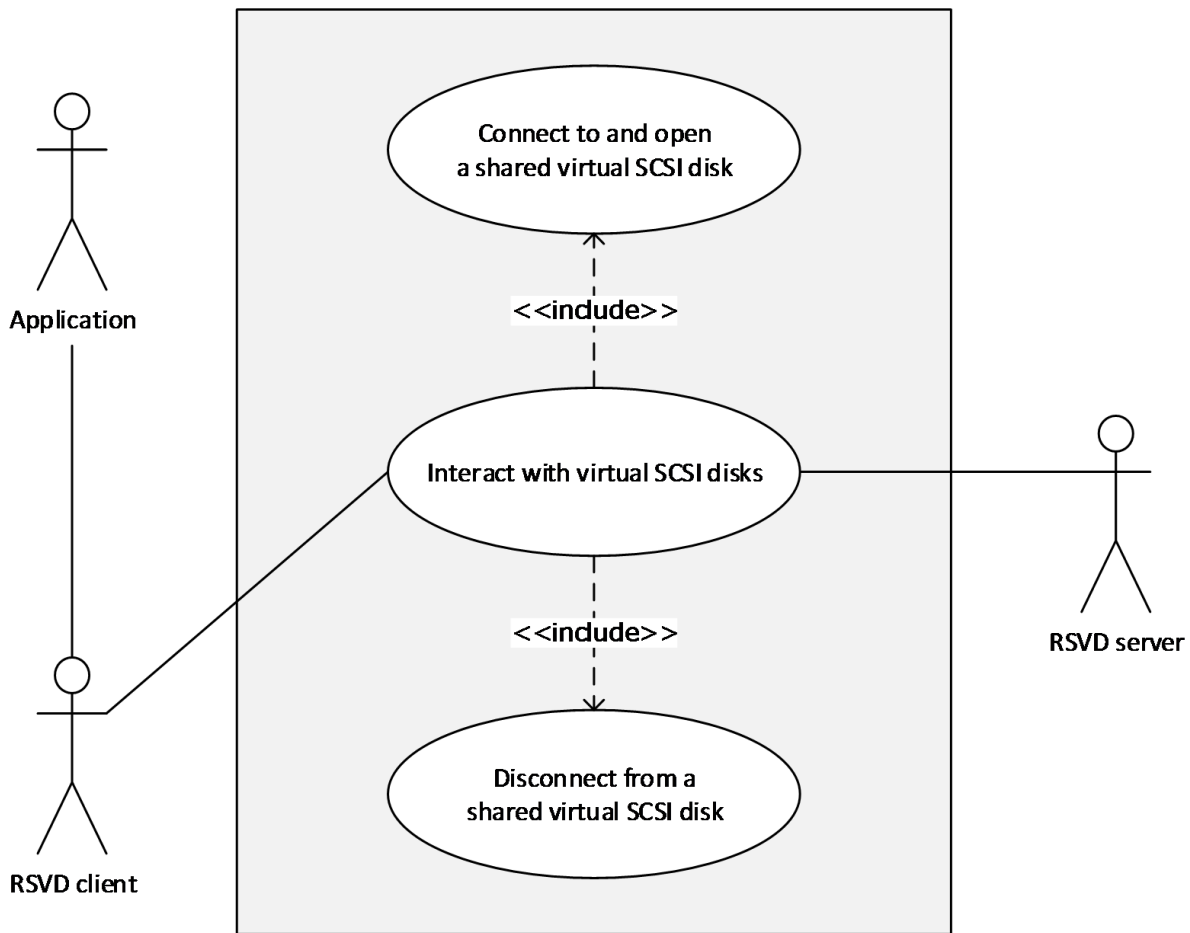 Connect to and open
a shared virtual SCSI disk
Application
<<include>>
Interact with virtual SCSI disks
<<include>>
RSVD server
Disconnect from a
shared virtual SCSI disk
RSVD client